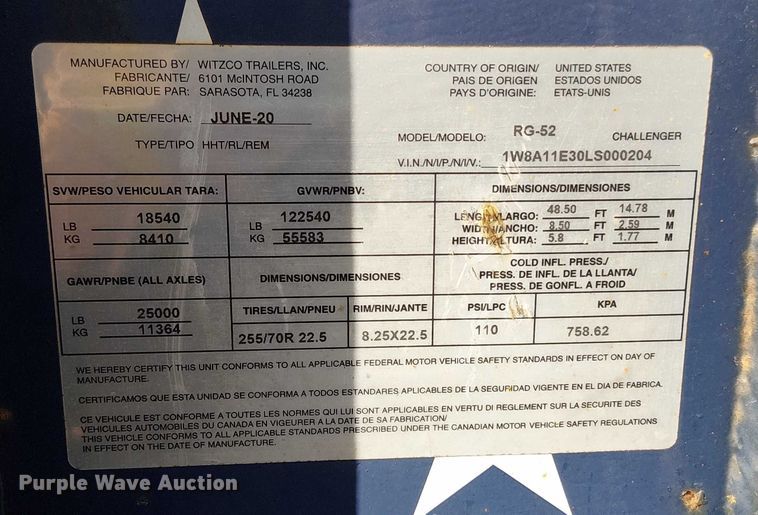 MANUFACTURED BY/ WITZCO TRAILERS, INC.
FABRICANTE/ 6101 McINTOSH ROAD
FABRIQUE PAR: SARASOTA, FL 34238
COUNTRY OF ORIGIN/ UNITED STATES
PAIS DE ORIGEN ESTADOS UNIDOS
PAYS D'ORIGINE: ETATS-UNIS
DATE/FECHA: JUNE-20
MODEL/MODELO: RG-52 CHALLENGER
TYPE/TIPO HHT/RL/REM
V.I.N./N/I/P./N/I/V.: 1W8A11E30LS000204
SVW/PESO VEHICULAR TARA:
LB 18540
KG 8410
GVWR/PNBV:
LB 122540
KG 55583
DIMENSIONS/DIMENSIONES
LENGTH/LARGO: 48.50 FT 14.78 M
WIDTH/ANCHO: 8.50 FT 2.59 M
HEIGHT/ALTURA: 5.8 FT 1.77 M
GAWR/PNBE (ALL AXLES)
LB 25000
KG 11364
DIMENSIONS/DIMENSIONES
TIRES/LLAN/PNEU RIM/RIN/JANTE
255/70R 22.5 8.25X22.5
COLD INFL. PRESS./
PRESS. DE INFL. DE LA LLANTA/
PRESS. DE GONFL. A FROID
PSI/LPC KPA
110 758.62
WE HEREBY CERTIFY THIS UNIT CONFORMS TO ALL APPLICABLE FEDERAL MOTOR VEHICLE SAFETY STANDARDS IN EFFECT ON DAY OF
MANUFACTURE.
CERTIFICAMOS QUE ESTA UNIDAD SE CONFORMA A TODOS ESTANDARES APLICABLES DE LA SEGURIDAD VIGENTE EN EL DIA DE FABRICA.
CE VEHICULE EST CONFORME A TOUTES LES NORMES QUI LUI SONT APPLICABLES EN VERTU DI REGLEMENT SUR LA SECURITE DES
VEHICULES AUTOMOBILES DU CANADA EN VIGEURER A LA DATE DE SA FABRICATION/
THIS VEHICLE CONFORMS TO ALL APPLICABLE STANDARDS PRESCRIBED UNDER THE CANADIAN MOTOR VEHICLE SAFETY REGULATIONS
IN EFFECT ON THE DATE OF MANUFACTURE.
Purple Wave Auction